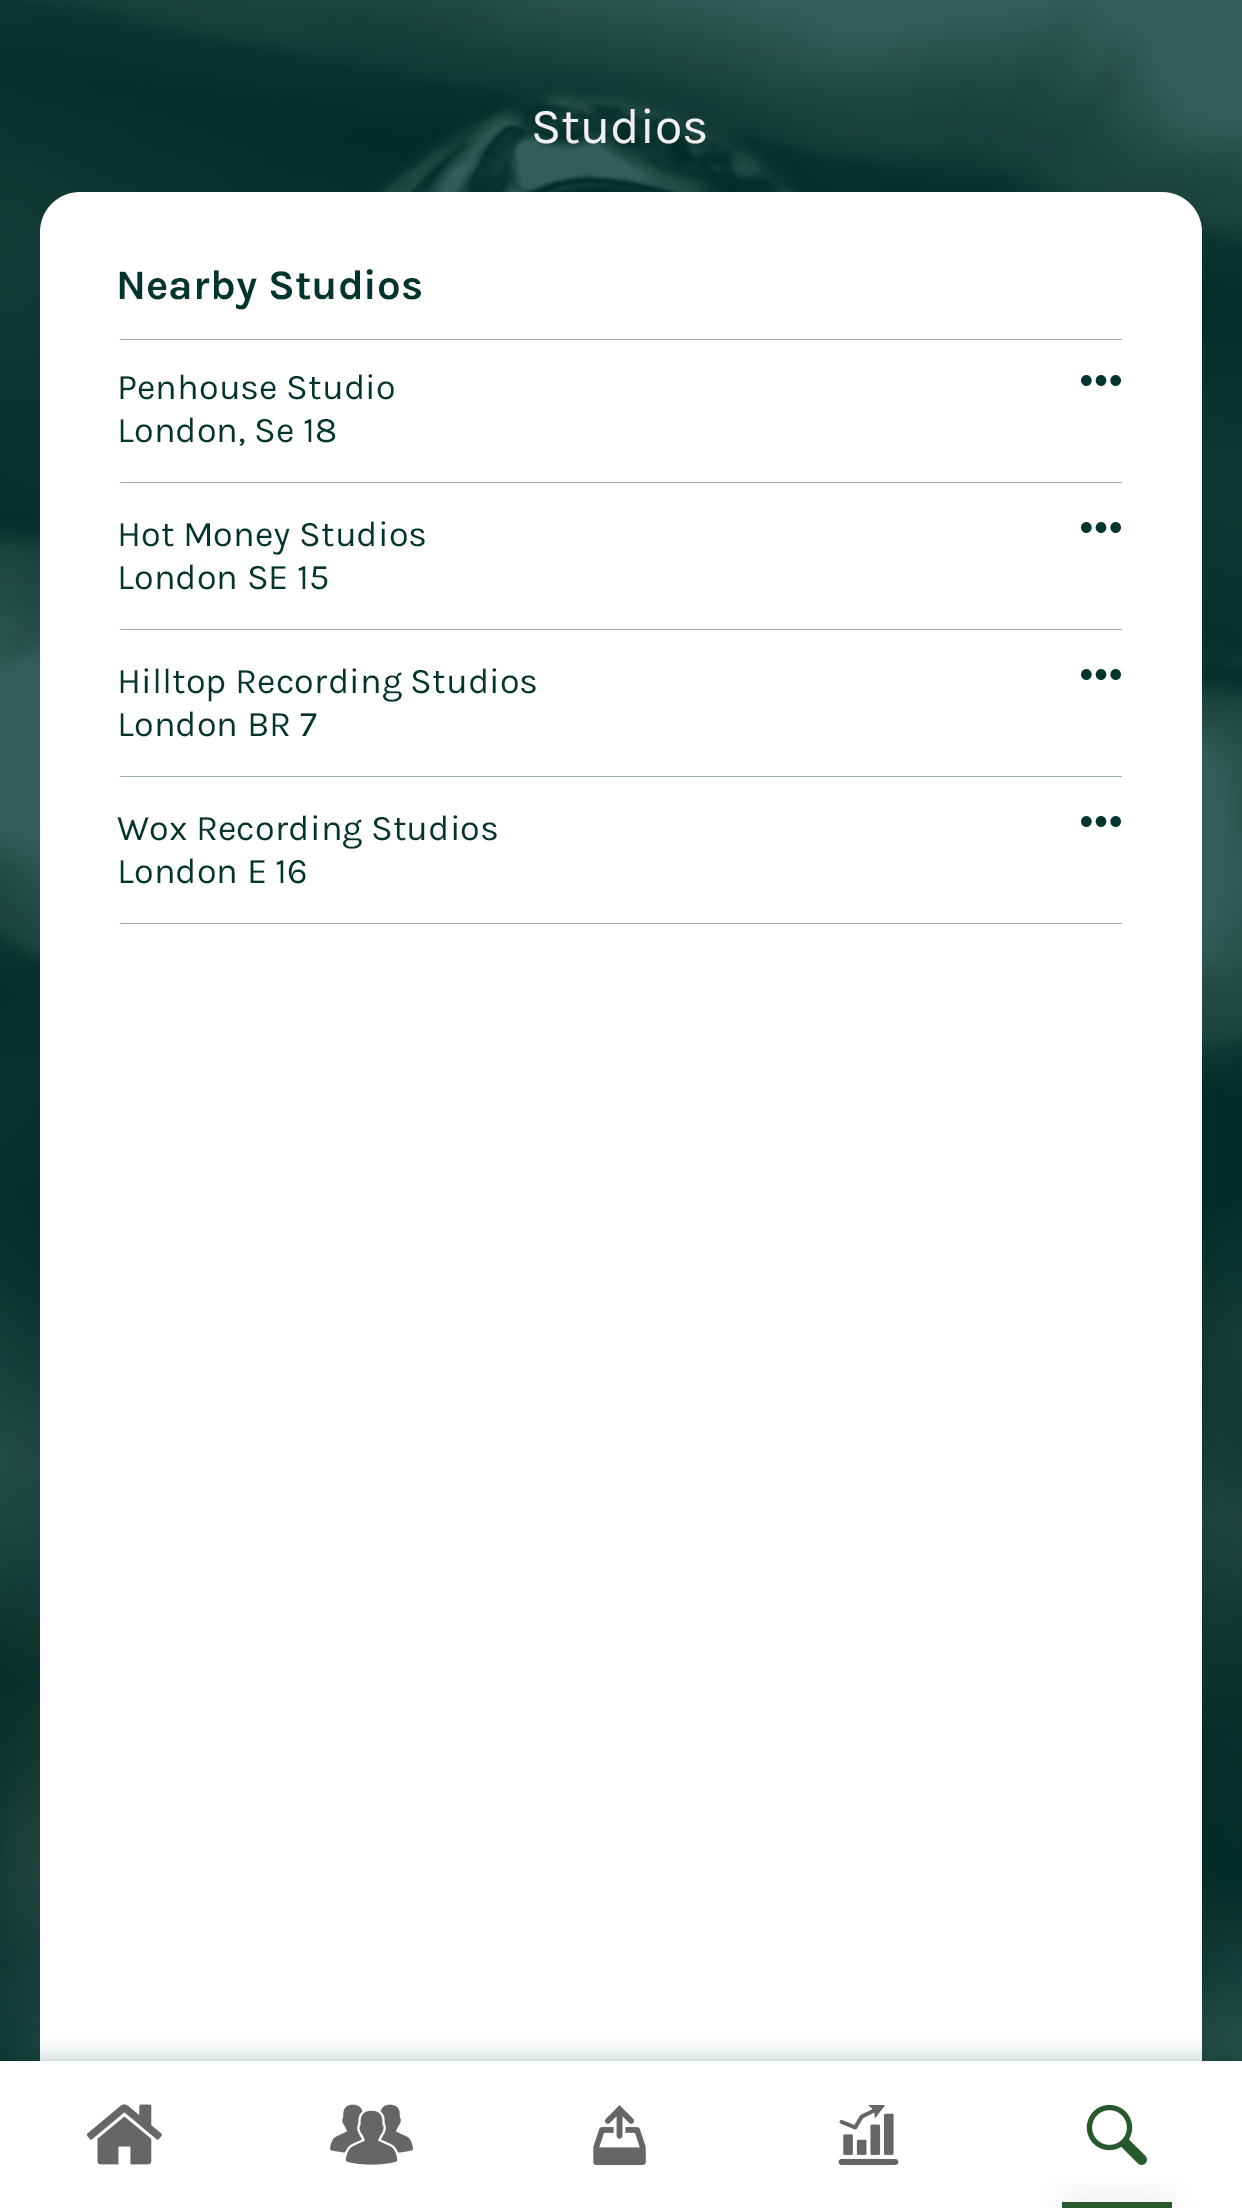 Studios
Nearby Studios
Penhouse Studio
London, Se 18
Hot Money Studios
London SE 15
Hilltop Recording Studios
London BR 7
Wox Recording Studios
London E 16